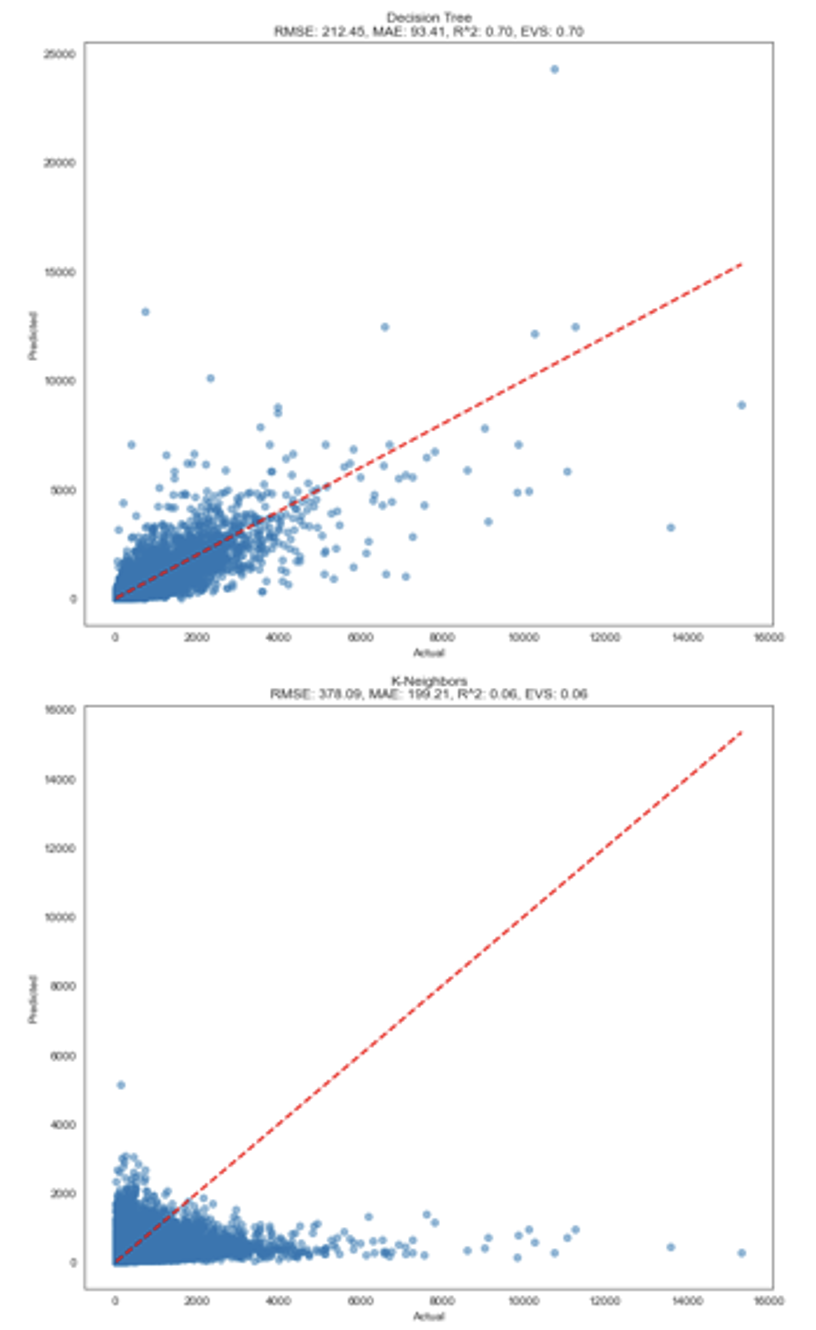 Decision Tree
RMSE: 212.45, MAE: 93.41, R^2: 0.70, EVS: 0.70
25000
20000
15000
10000
5000
0
Predicted
0 2000 4000 6000 8000 10000 12000 14000 16000
Actual
K-Neighbors
RMSE: 378.09, MAE: 199.21, R^2: 0.06, EVS: 0.06
16000
14000
12000
10000
8000
6000
4000
2000
0
Predicted
0 2000 4000 6000 8000 10000 12000 14000 16000
Actual